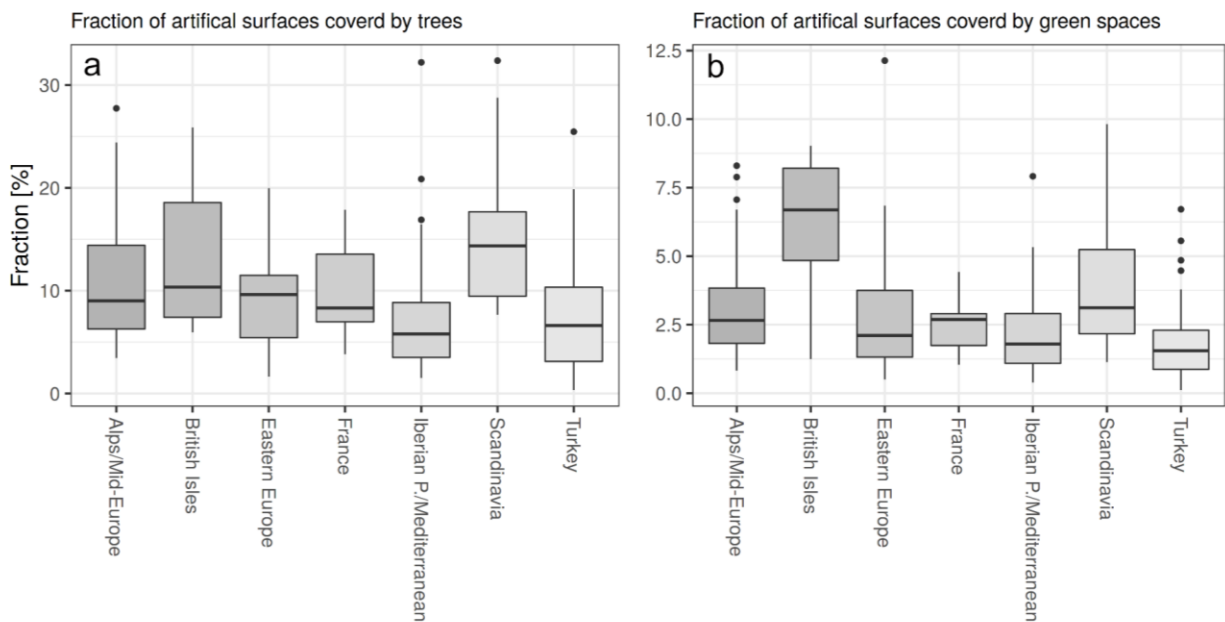 Fraction of artifical surfaces coverd by trees
a
Fraction [%]
30
20
10
0
Alps/Mid-Europe
British Isles
Eastern Europe
France
Iberian P./Mediterranean
Scandinavia
Turkey
Fraction of artifical surfaces coverd by green spaces
b
12.5
10.0
7.5
5.0
2.5
0.0
Alps/Mid-Europe
British Isles
Eastern Europe
France
Iberian P./Mediterranean
Scandinavia
Turkey